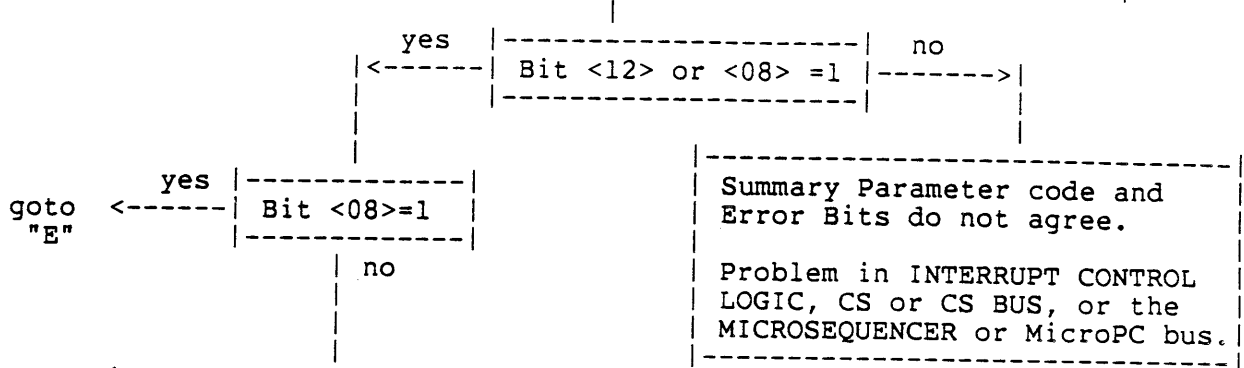 yes no
Bit <12> or <08> =1
yes
goto Bit <08>=1
"E"
no
Summary Parameter code and
Error Bits do not agree.
Problem in INTERRUPT CONTROL
LOGIC, CS or CS BUS, or the
MICROSEQUENCER or MicroPC bus.